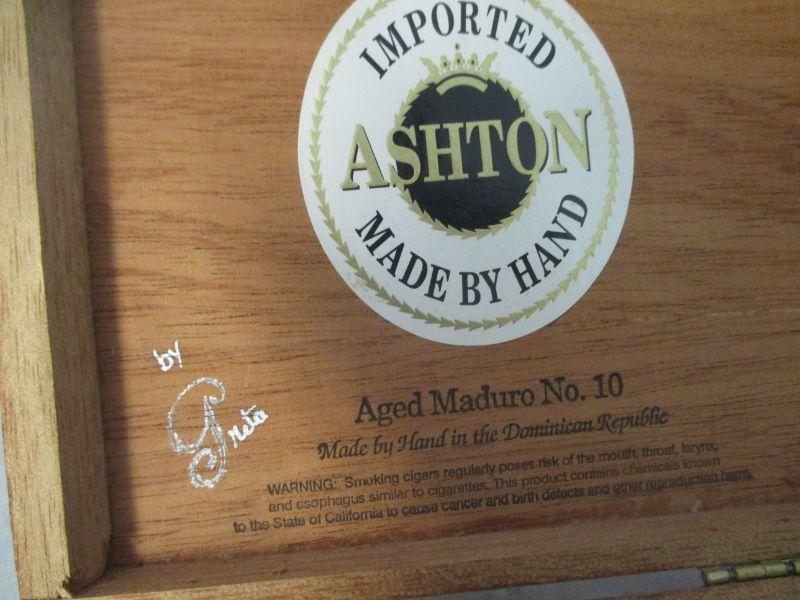 IMPORTED
ASHTON
MADE BY HAND
by
Greta
Aged Maduro No. 10
Made by Hand in the Dominican Republic
WARNING: Smoking cigars regularly poses risk of the mouth, throat, larynx,
and esophagus similar to cigarettes. This product contains chemicals known
to the State of California to cause cancer and birth defects and other reproduction harm.